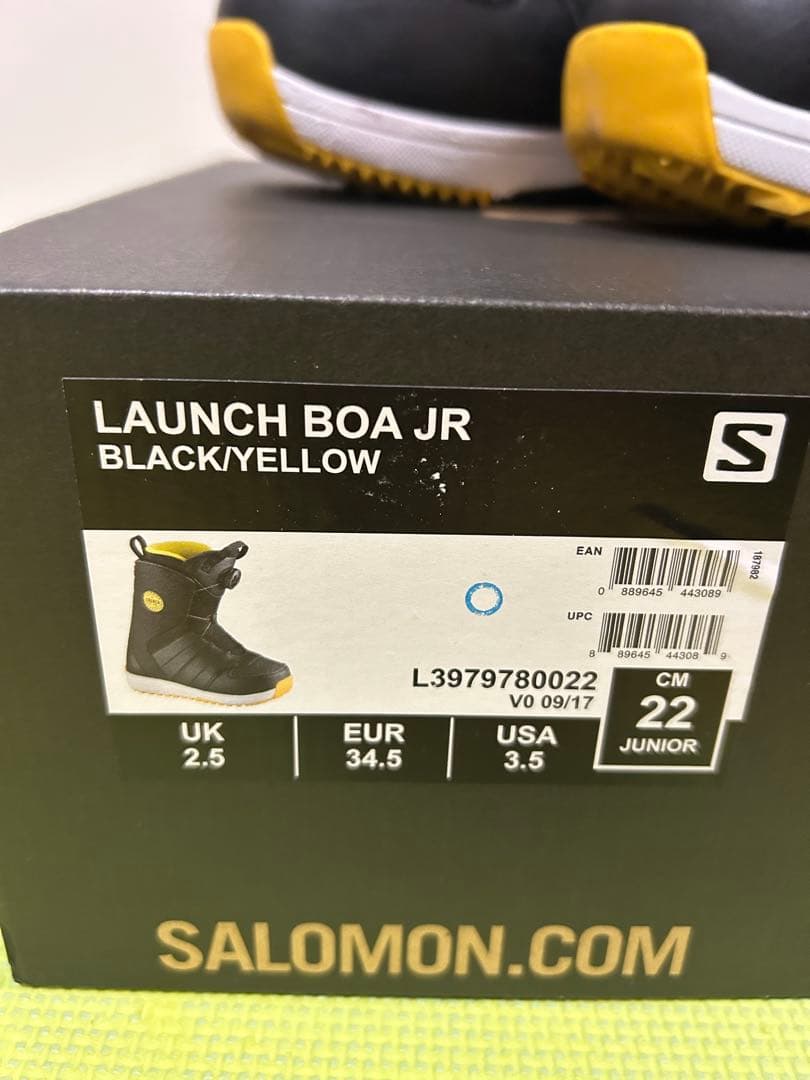 LAUNCH BOA JR
BLACK/YELLOW
S
EAN
0 889645 443089
187982
UPC
8 89645 44308 9
L3979780022
V0 09/17
CM
22
JUNIOR
UK
2.5
EUR
34.5
USA
3.5
SALOMON.COM